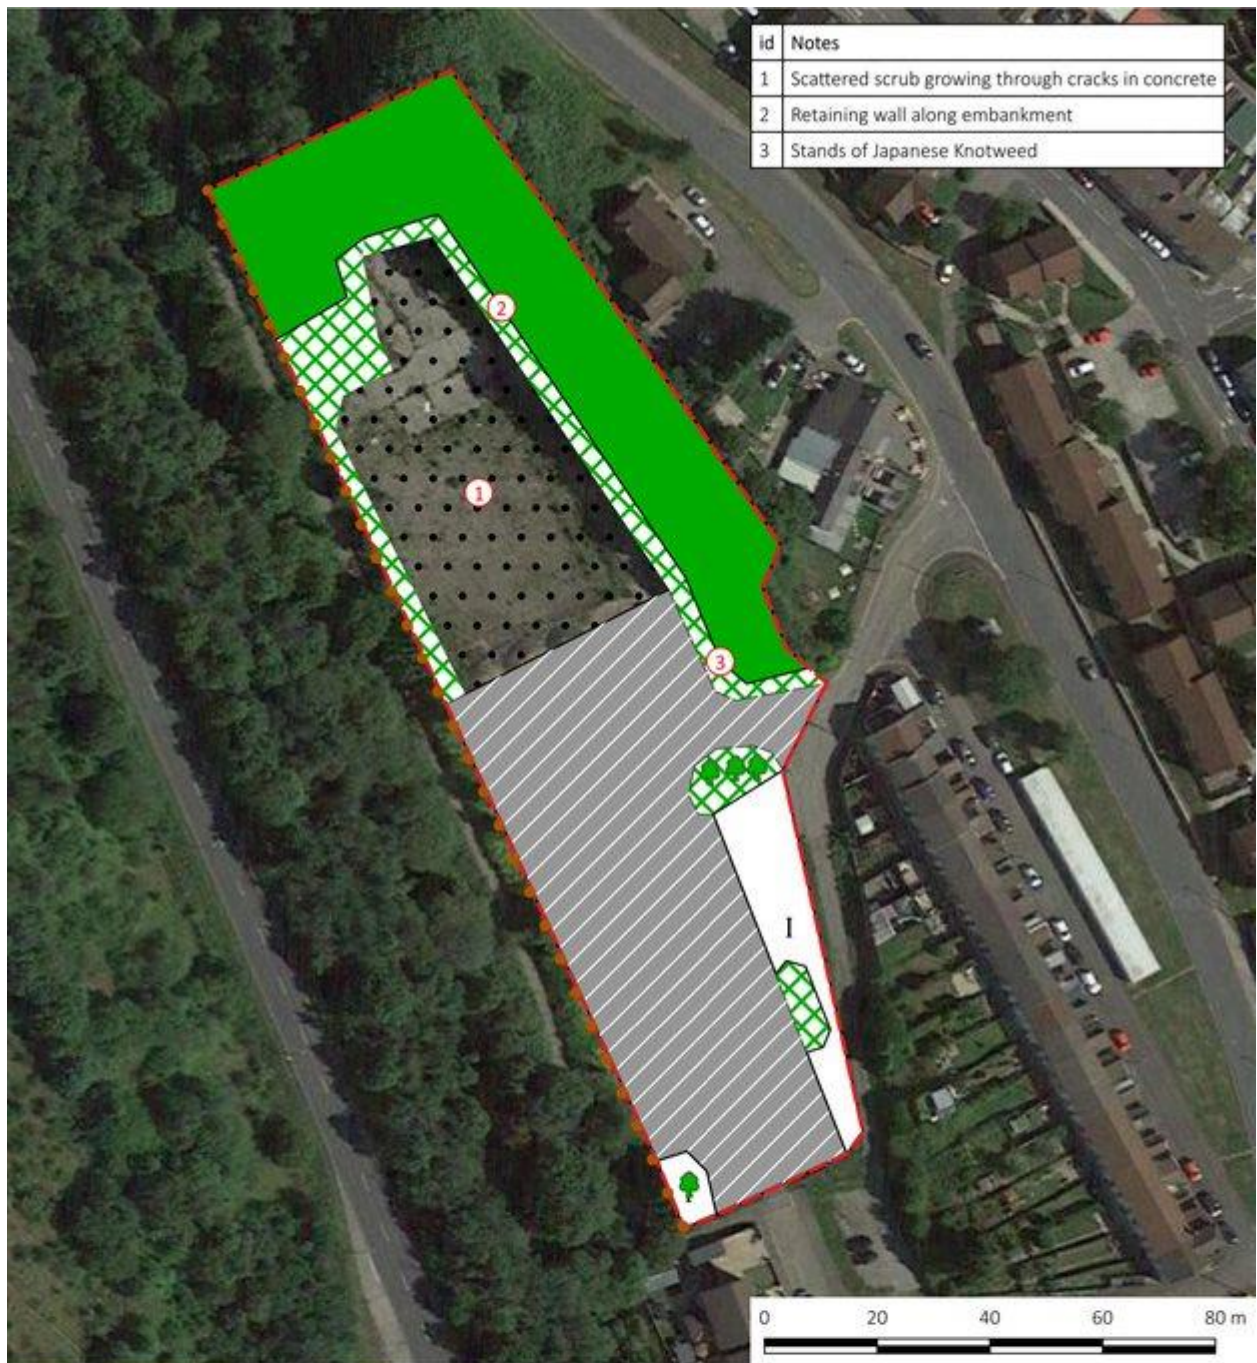 id Notes
1 Scattered scrub growing through cracks in concrete
2 Retaining wall along embankment
3 Stands of Japanese Knotweed
2
1
3
I
0 20 40 60 80 m